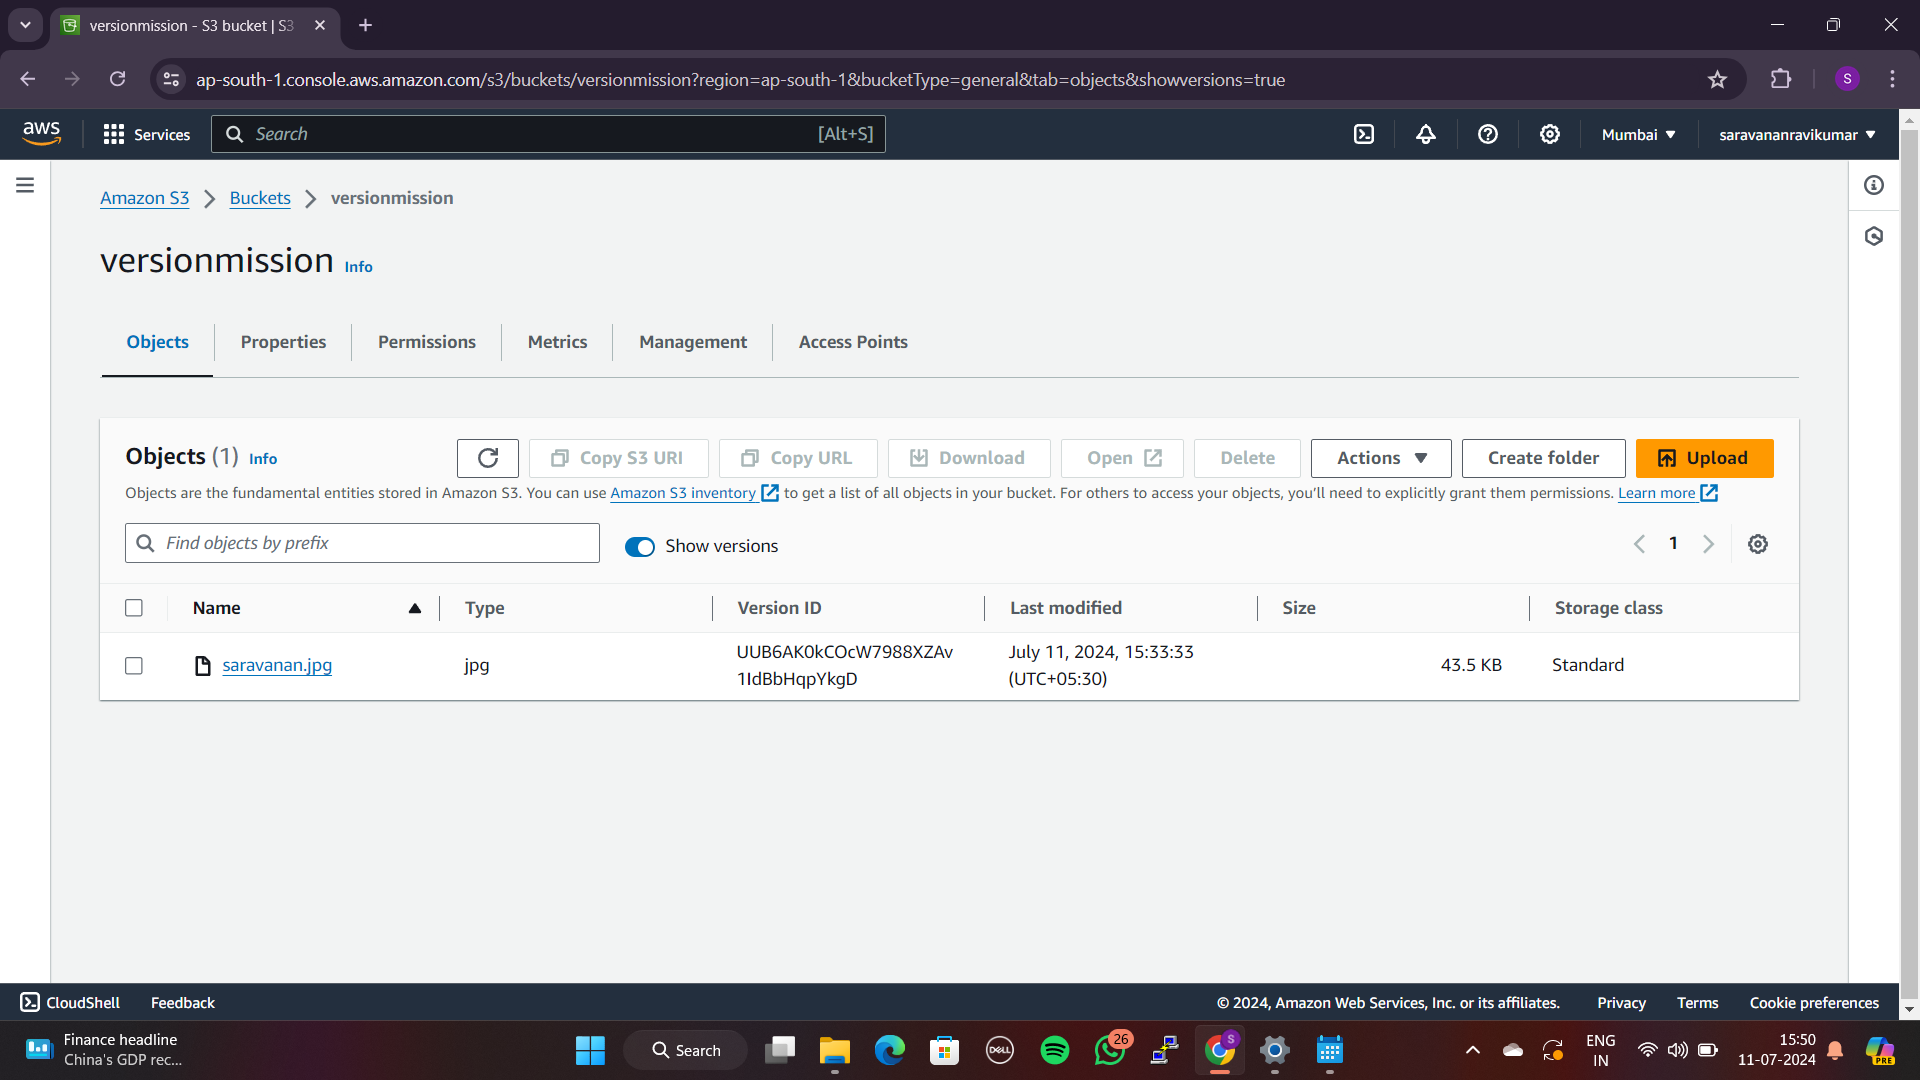 versionmission - S3 bucket | S3
ap-south-1.console.aws.amazon.com/s3/buckets/versionmission?region=ap-south-1&bucketType=general&tab=objects&showversions=true
S
aws
Services
Search
[Alt+S]
Mumbai
saravananravikumar
Amazon S3
Buckets
versionmission
versionmission Info
Objects
Properties
Permissions
Metrics
Management
Access Points
Objects (1) Info
Copy S3 URI
Copy URL
Download
Open
Delete
Actions
Create folder
Upload
Objects are the fundamental entities stored in Amazon S3. You can use Amazon S3 inventory to get a list of all objects in your bucket. For others to access your objects, you'll need to explicitly grant them permissions. Learn more
Find objects by prefix
Show versions
1
Name
Type
Version ID
Last modified
Size
Storage class
saravanan.jpg
jpg
UUB6AK0kCOcW7988XZAv
1IdBbHqpYkgD
July 11, 2024, 15:33:33
(UTC+05:30)
43.5 KB
Standard
CloudShell
Feedback
© 2024, Amazon Web Services, Inc. or its affiliates.
Privacy
Terms
Cookie preferences
Finance headline
China's GDP rec...
Search
DELL
26
S
ENG
IN
15:50
11-07-2024
PRE